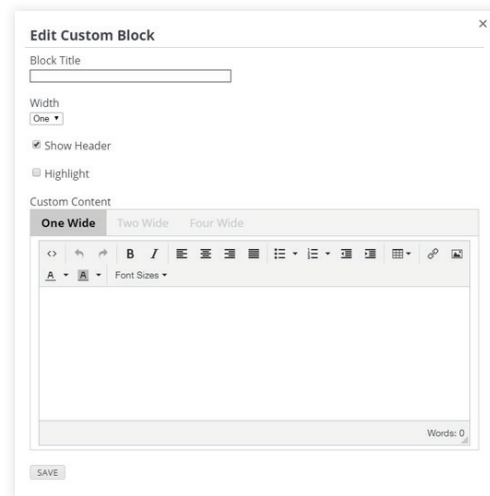 Edit Custom Block
Block Title
Width
One
Show Header
Highlight
Custom Content
One Wide Two Wide Four Wide
B I
A A Font Sizes
Words: 0
SAVE